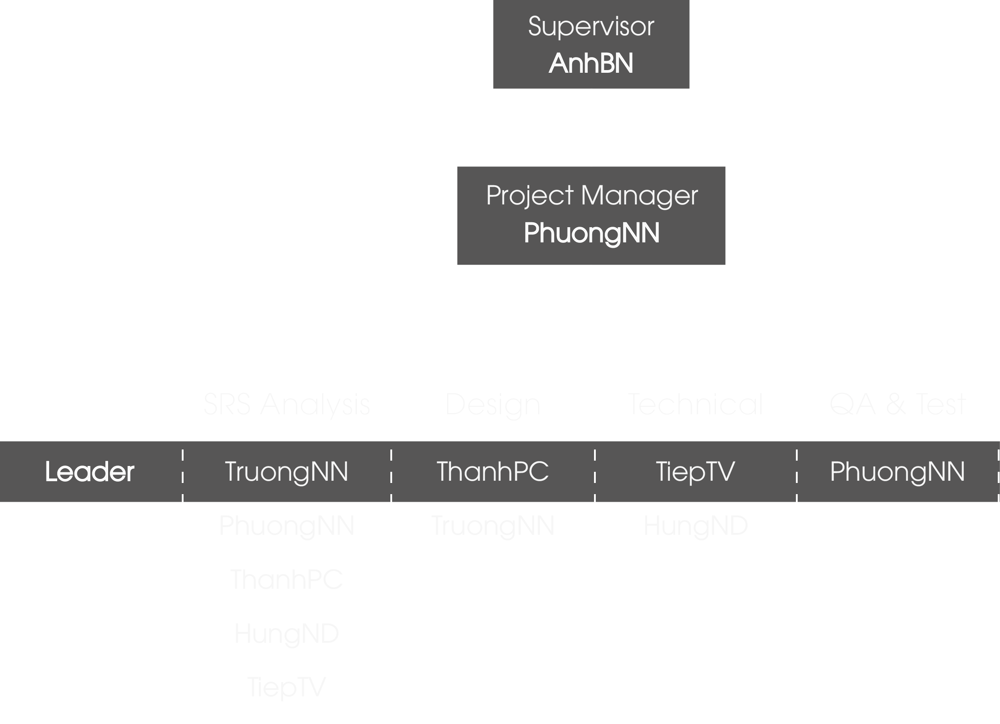 Supervisor
AnhBN
Project Manager
PhuongNN
SRS Analysis Design Technical QA & Test
Leader TruongNN ThanhPC TiepTV PhuongNN
PhuongNN TruongNN HungND
ThanhPC
HungND
TiepTV